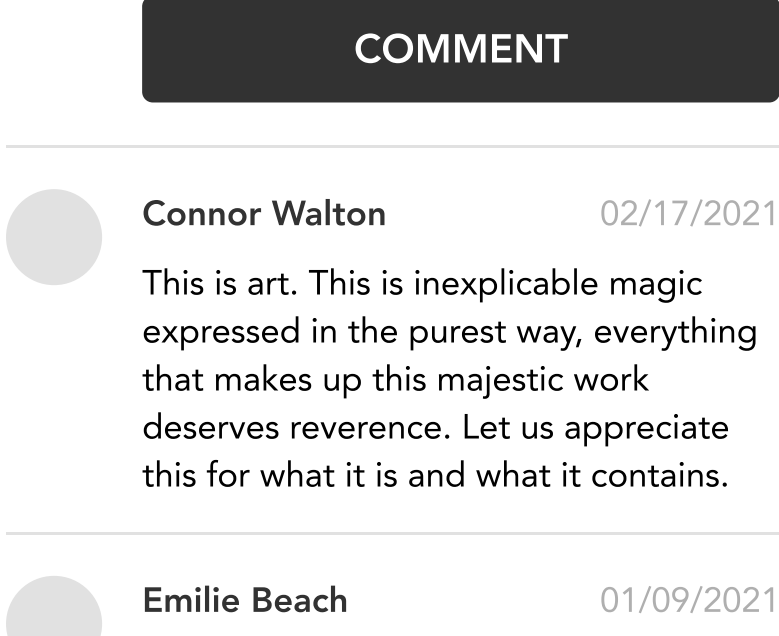 COMMENT
Connor Walton 02/17/2021
This is art. This is inexplicable magic
expressed in the purest way, everything
that makes up this majestic work
deserves reverence. Let us appreciate
this for what it is and what it contains.
Emilie Beach 01/09/2021